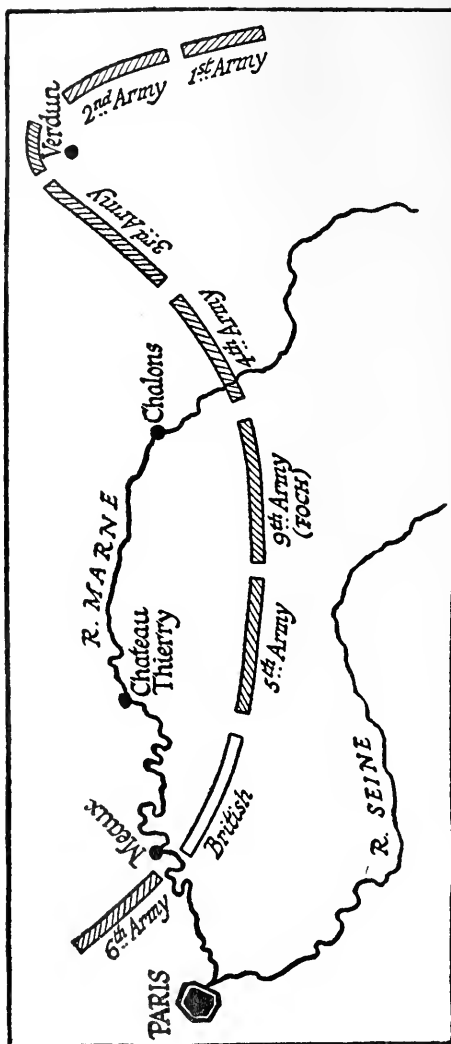 PARIS
6th Army
Meaux
British
R. SEINE
Chateau
Thierry
R. MARNE
5th Army
9th Army
(FOCH)
Chalons
4th Army
3rd Army
Verdun
2nd Army
1st Army